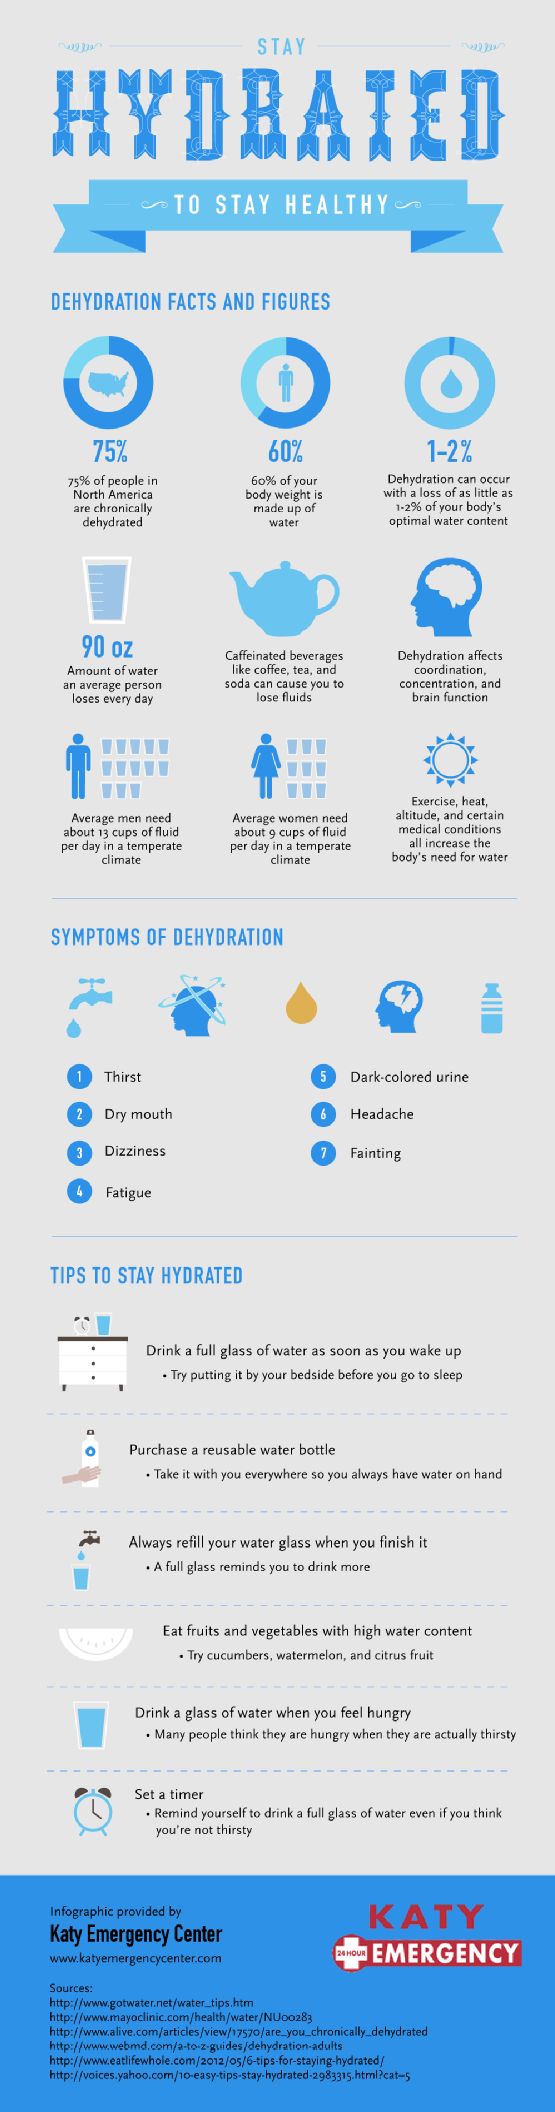 STAY
HYDRATED
TO STAY HEALTHY
DEHYDRATION FACTS AND FIGURES
75%
75% of people in
North America
are chronically
dehydrated
60%
60% of your
body weight is
made up of
water
1-2%
Dehydration can occur
with a loss of as little as
1-2% of your body's
optimal water content
90 oz
Amount of water
an average person
loses every day
Caffeinated beverages
like coffee, tea, and
soda can cause you to
lose fluids
Dehydration affects
coordination,
concentration, and
brain function
Average men need
about 13 cups of fluid
per day in a temperate
climate
Average women need
about 9 cups of fluid
per day in a temperate
climate
Exercise, heat,
altitude, and certain
medical conditions
all increase the
body's need for water
SYMPTOMS OF DEHYDRATION
1 Thirst
2 Dry mouth
3 Dizziness
4 Fatigue
5 Dark-colored urine
6 Headache
7 Fainting
TIPS TO STAY HYDRATED
Drink a full glass of water as soon as you wake up
• Try putting it by your bedside before you go to sleep
Purchase a reusable water bottle
• Take it with you everywhere so you always have water on hand
Always refill your water glass when you finish it
• A full glass reminds you to drink more
Eat fruits and vegetables with high water content
• Try cucumbers, watermelon, and citrus fruit
Drink a glass of water when you feel hungry
• Many people think they are hungry when they are actually thirsty
Set a timer
• Remind yourself to drink a full glass of water even if you think
you're not thirsty
Infographic provided by
Katy Emergency Center
www.katyemergencycenter.com
KATY
24 HOUR EMERGENCY
Sources:
http://www.gotwater.net/water_tips.htm
http://www.mayoclinic.com/health/water/NU00283
http://www.alive.com/articles/view/17570/are_you_chronically_dehydrated
http://www.webmd.com/a-to-z-guides/dehydration-adults
http://www.eatlifewhole.com/2012/05/6-tips-for-staying-hydrated/
http://voices.yahoo.com/10-easy-tips-stay-hydrated-2983315.html?cat=5